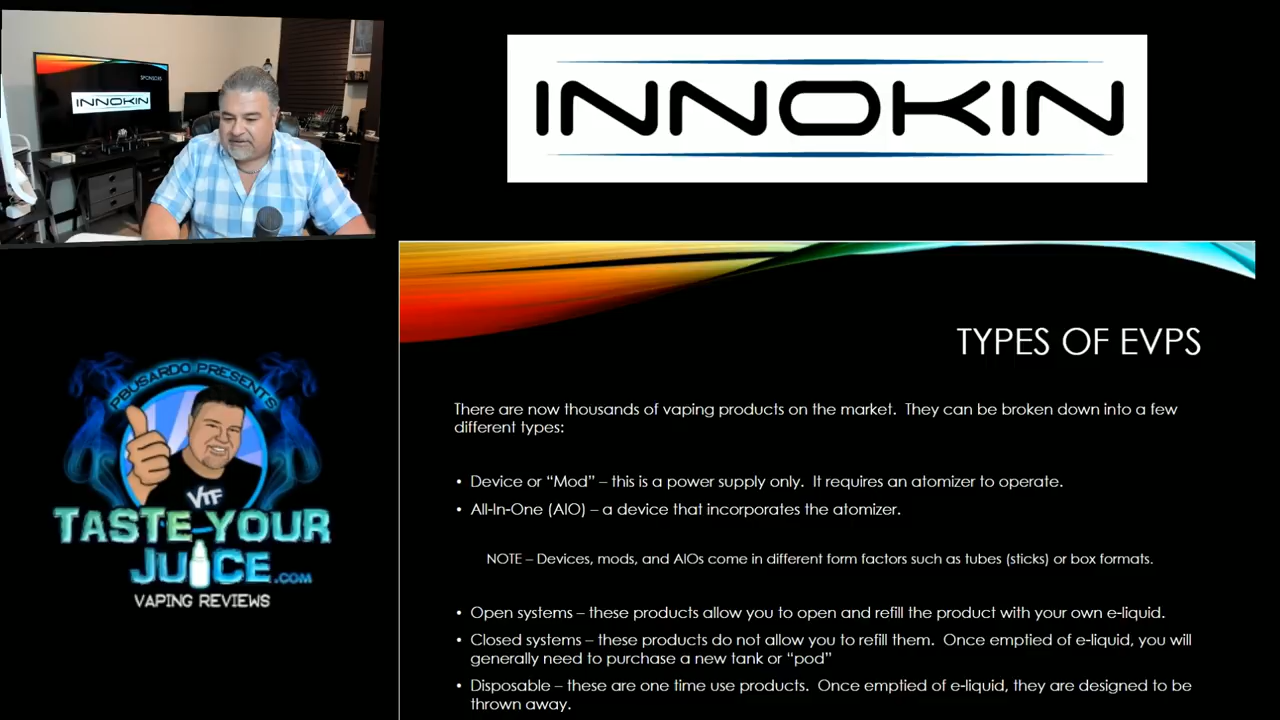 SPONSORS
INNOKIN
INNOKIN
TYPES OF EVPS
There are now thousands of vaping products on the market. They can be broken down into a few
different types:
• Device or “Mod” – this is a power supply only. It requires an atomizer to operate.
• All-In-One (AIO) – a device that incorporates the atomizer.
NOTE – Devices, mods, and AIOs come in different form factors such as tubes (sticks) or box formats.
• Open systems – these products allow you to open and refill the product with your own e-liquid.
• Closed systems – these products do not allow you to refill them. Once emptied of e-liquid, you will
generally need to purchase a new tank or “pod”
• Disposable – these are one time use products. Once emptied of e-liquid, they are designed to be
thrown away.
PBUSARDO PRESENTS
VTF
TASTE YOUR
JUICE.COM
VAPING REVIEWS